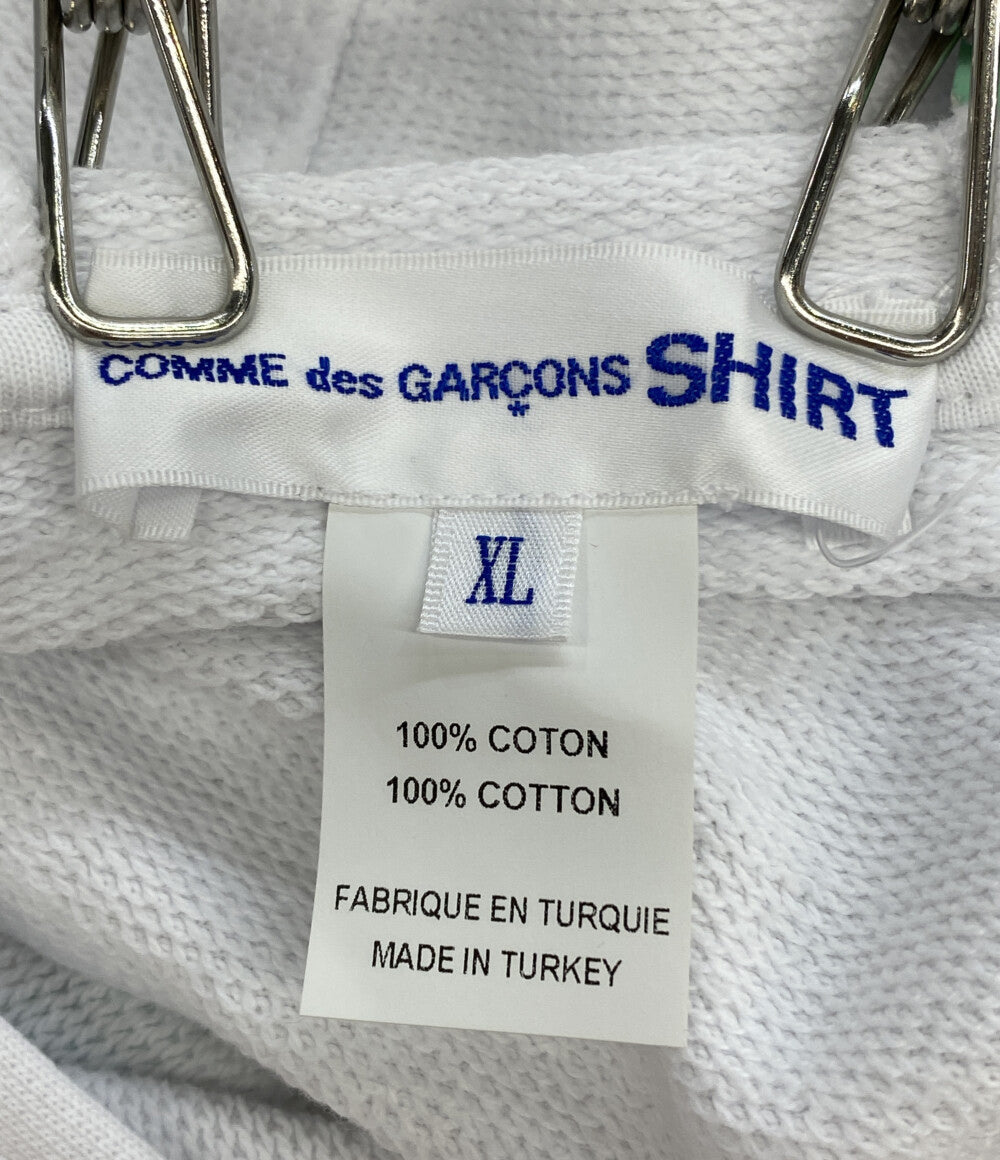 COMME des GARÇONS SHIRT
*
XL
100% COTON
100% COTTON
FABRIQUE EN TURQUIE
MADE IN TURKEY